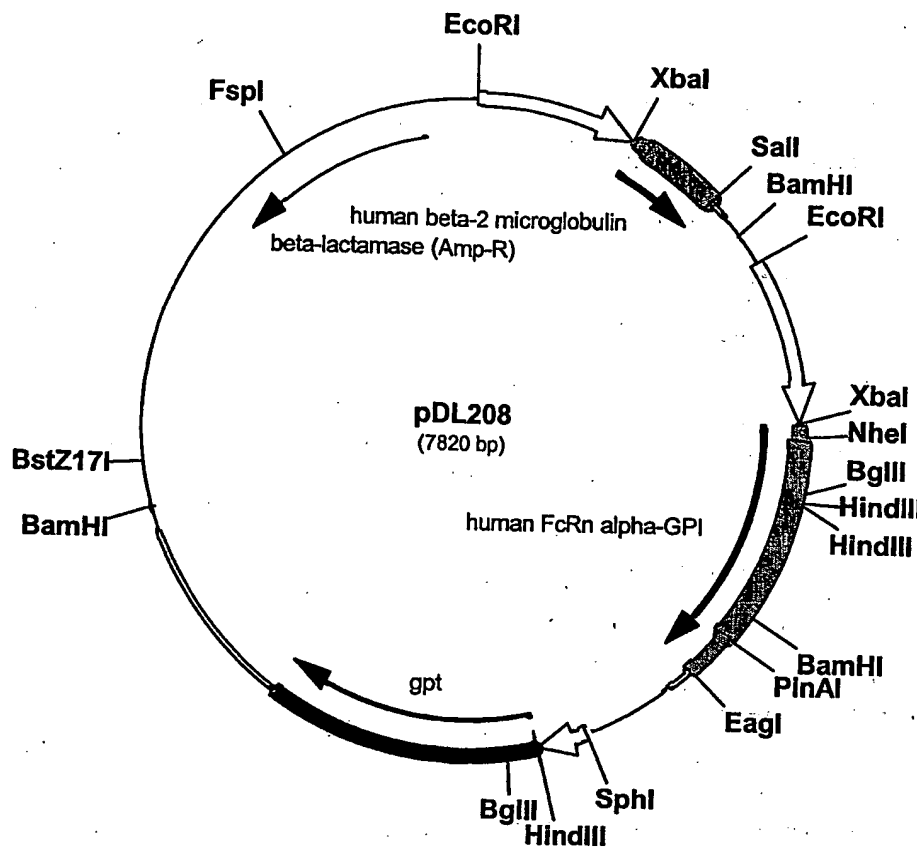 EcoRI
XbaI
FspI
SalI
BamHI
EcoRI
human beta-2 microglobulin
beta-lactamase (Amp-R)
XbaI
pDL208
(7820 bp)
NheI
BstZ17I
BglII
HindIII
BamHI
human FcRn alpha-GPI
HindIII
BamHI
gpt
PinAI
EagI
SphI
BglII
HindIII